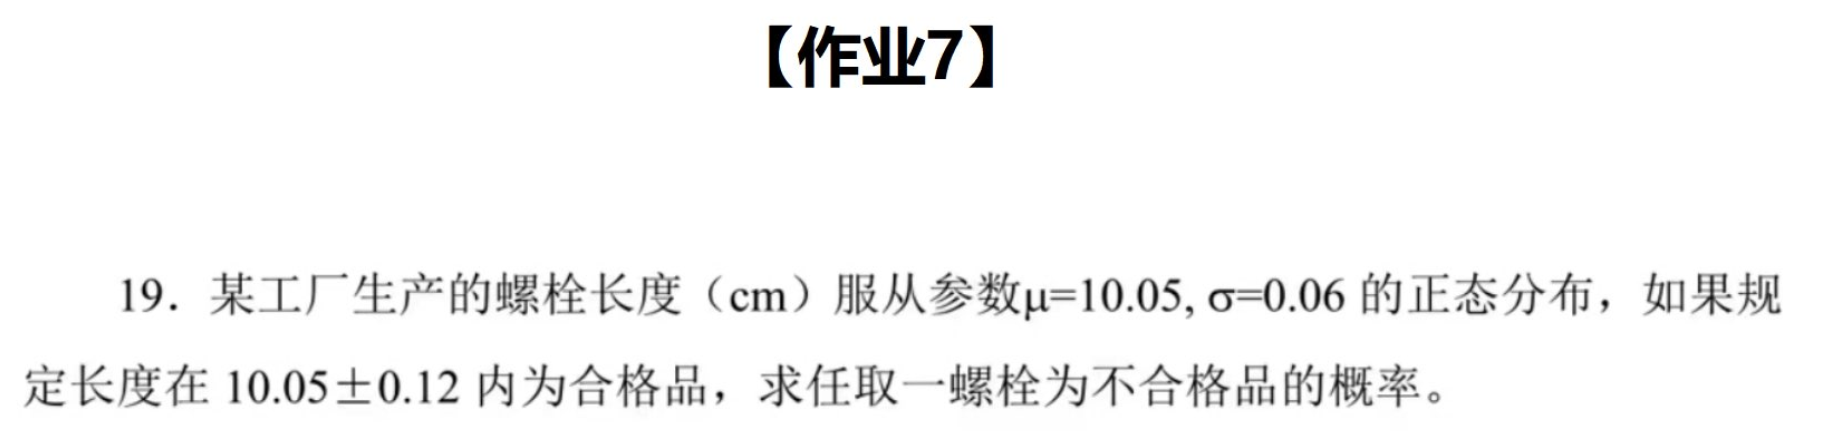 【作业7】
19．某工厂生产的螺栓长度（cm）服从参数μ=10.05, σ=0.06 的正态分布，如果规
定长度在 10.05±0.12 内为合格品，求任取一螺栓为不合格品的概率。